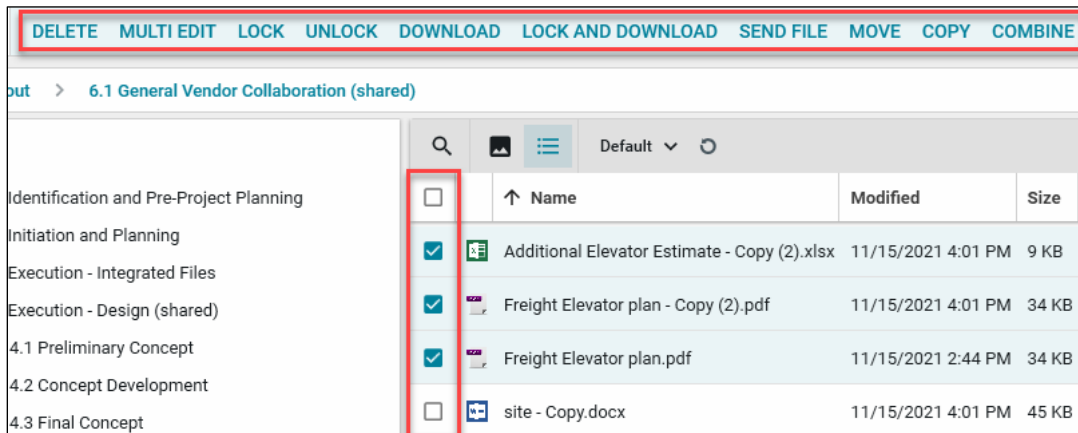 DELETE MULTI EDIT LOCK UNLOCK DOWNLOAD LOCK AND DOWNLOAD SEND FILE MOVE COPY COMBINE
out > 6.1 General Vendor Collaboration (shared)
Default
Identification and Pre-Project Planning
Initiation and Planning
Execution - Integrated Files
Execution - Design (shared)
4.1 Preliminary Concept
4.2 Concept Development
4.3 Final Concept
Name Modified Size
Additional Elevator Estimate - Copy (2).xlsx 11/15/2021 4:01 PM 9 KB
Freight Elevator plan - Copy (2).pdf 11/15/2021 4:01 PM 34 KB
Freight Elevator plan.pdf 11/15/2021 2:44 PM 34 KB
site - Copy.docx 11/15/2021 4:01 PM 45 KB